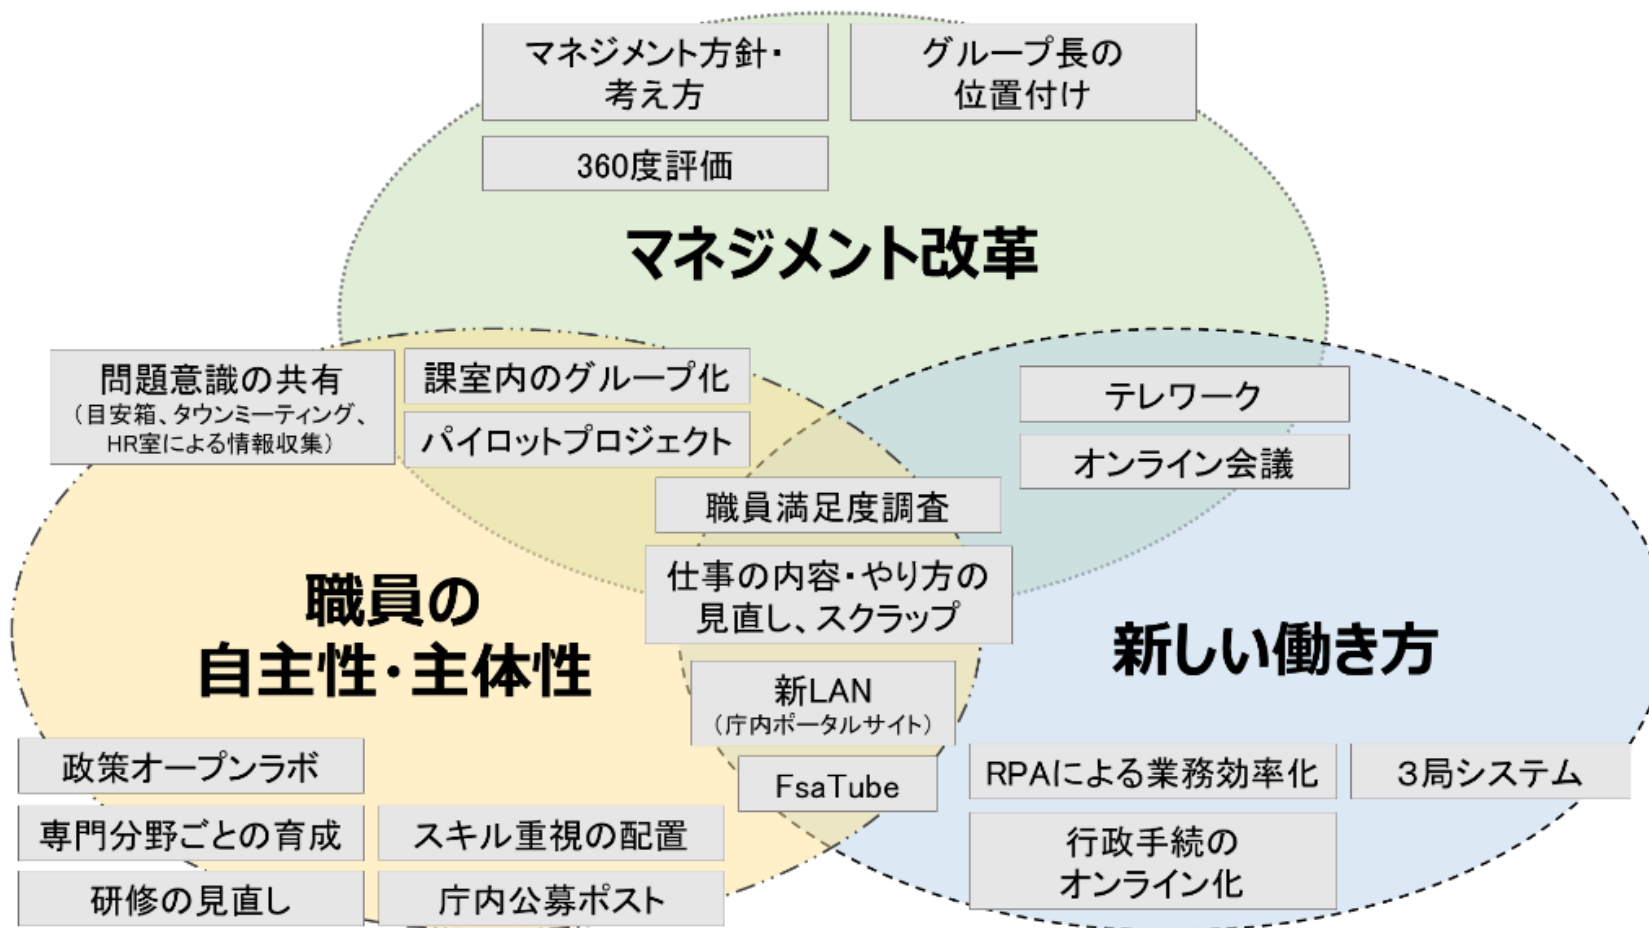 マネジメント方針・
考え方
グループ長の
位置付け
360度評価
マネジメント改革
問題意識の共有
（目安箱、タウンミーティング、
HR室による情報収集）
課室内のグループ化
パイロットプロジェクト
テレワーク
オンライン会議
職員満足度調査
仕事の内容・やり方の
見直し、スクラップ
職員の
自主性・主体性
新しい働き方
新LAN
（庁内ポータルサイト）
FsaTube
政策オープンラボ
専門分野ごとの育成
スキル重視の配置
研修の見直し
庁内公募ポスト
RPAによる業務効率化
３局システム
行政手続の
オンライン化